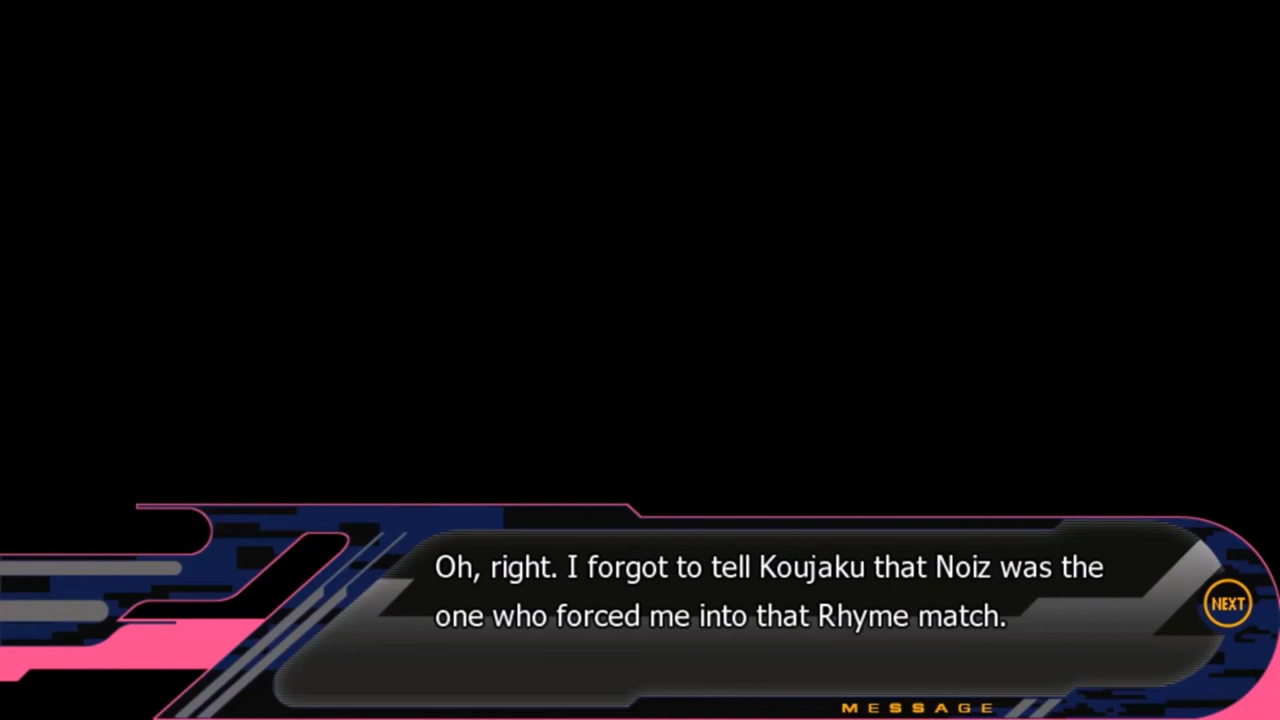 Oh, right. I forgot to tell Koujaku that Noiz was the
one who forced me into that Rhyme match.
NEXT
MESSAGE